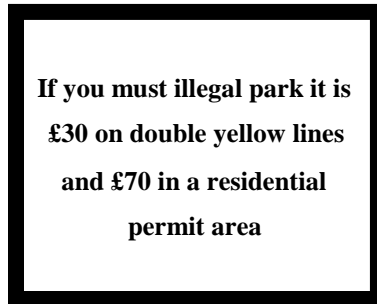 If you must illegal park it is
£30 on double yellow lines
and £70 in a residential
permit area